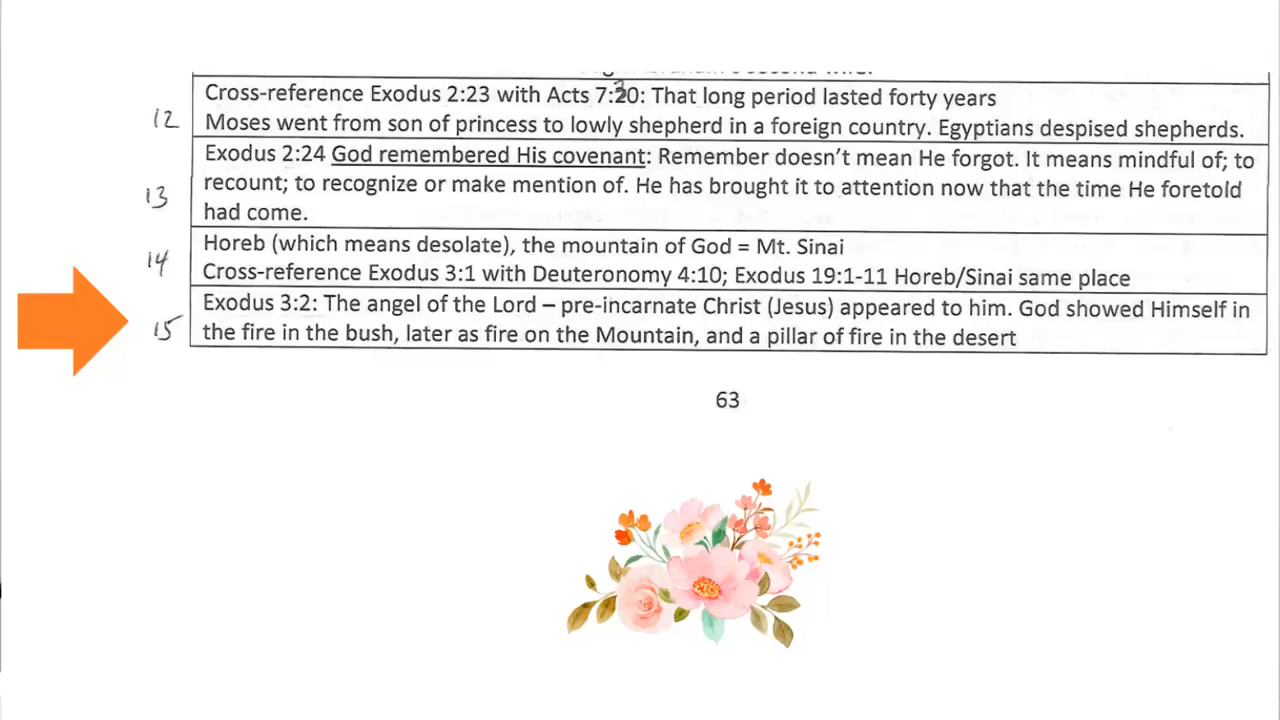 Cross-reference Exodus 2:23 with Acts 7:30: That long period lasted forty years
12
Moses went from son of princess to lowly shepherd in a foreign country. Egyptians despised shepherds.
Exodus 2:24 God remembered His covenant: Remember doesn't mean He forgot. It means mindful of; to
13
recount; to recognize or make mention of. He has brought it to attention now that the time He foretold
had come.
Horeb (which means desolate), the mountain of God = Mt. Sinai
14
Cross-reference Exodus 3:1 with Deuteronomy 4:10; Exodus 19:1-11 Horeb/Sinai same place
Exodus 3:2: The angel of the Lord – pre-incarnate Christ (Jesus) appeared to him. God showed Himself in
15
the fire in the bush, later as fire on the Mountain, and a pillar of fire in the desert
63